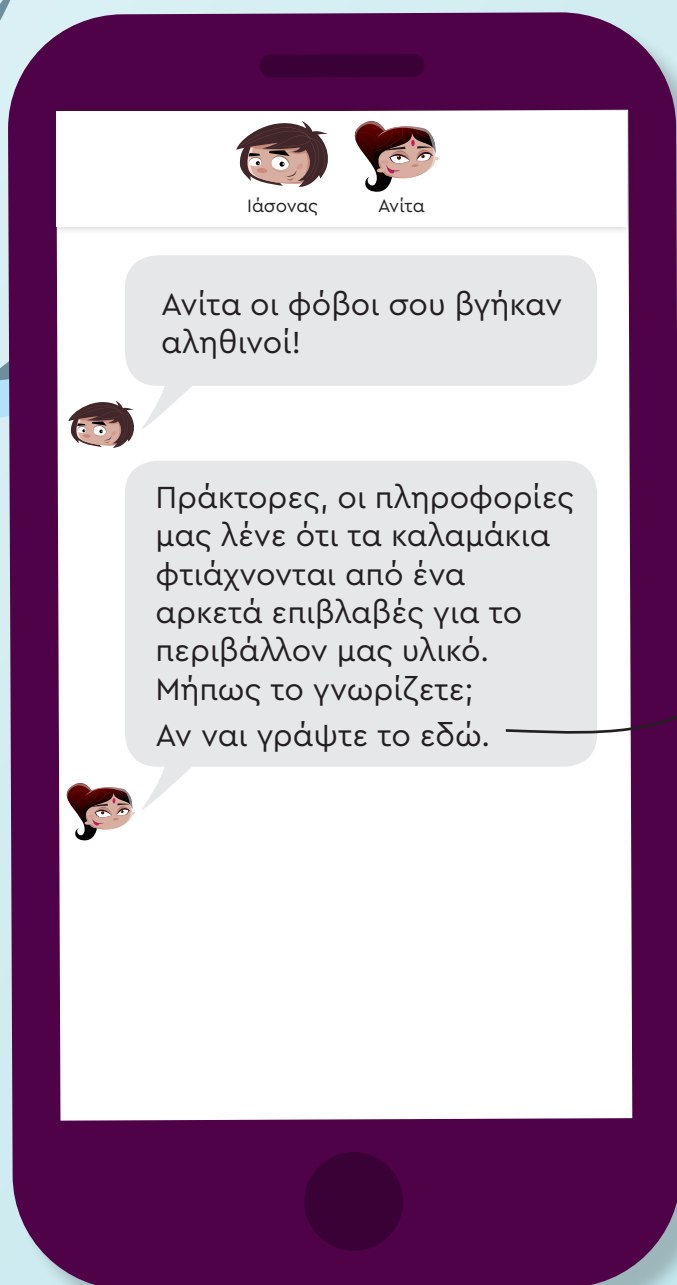 Ιάσονας Ανίτα
Ανίτα οι φόβοι σου βγήκαν
αληθινοί!
Πράκτορες, οι πληροφορίες
μας λένε ότι τα καλαμάκια
φτιάχνονται από ένα
αρκετά επιβλαβές για το
περιβάλλον μας υλικό.
Μήπως το γνωρίζετε;
Αν ναι γράψτε το εδώ.